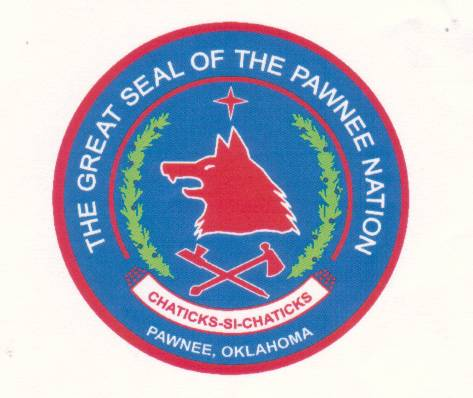 THE GREAT SEAL OF THE PAWNEE NATION
CHATICKS-SI-CHATICKS
PAWNEE, OKLAHOMA